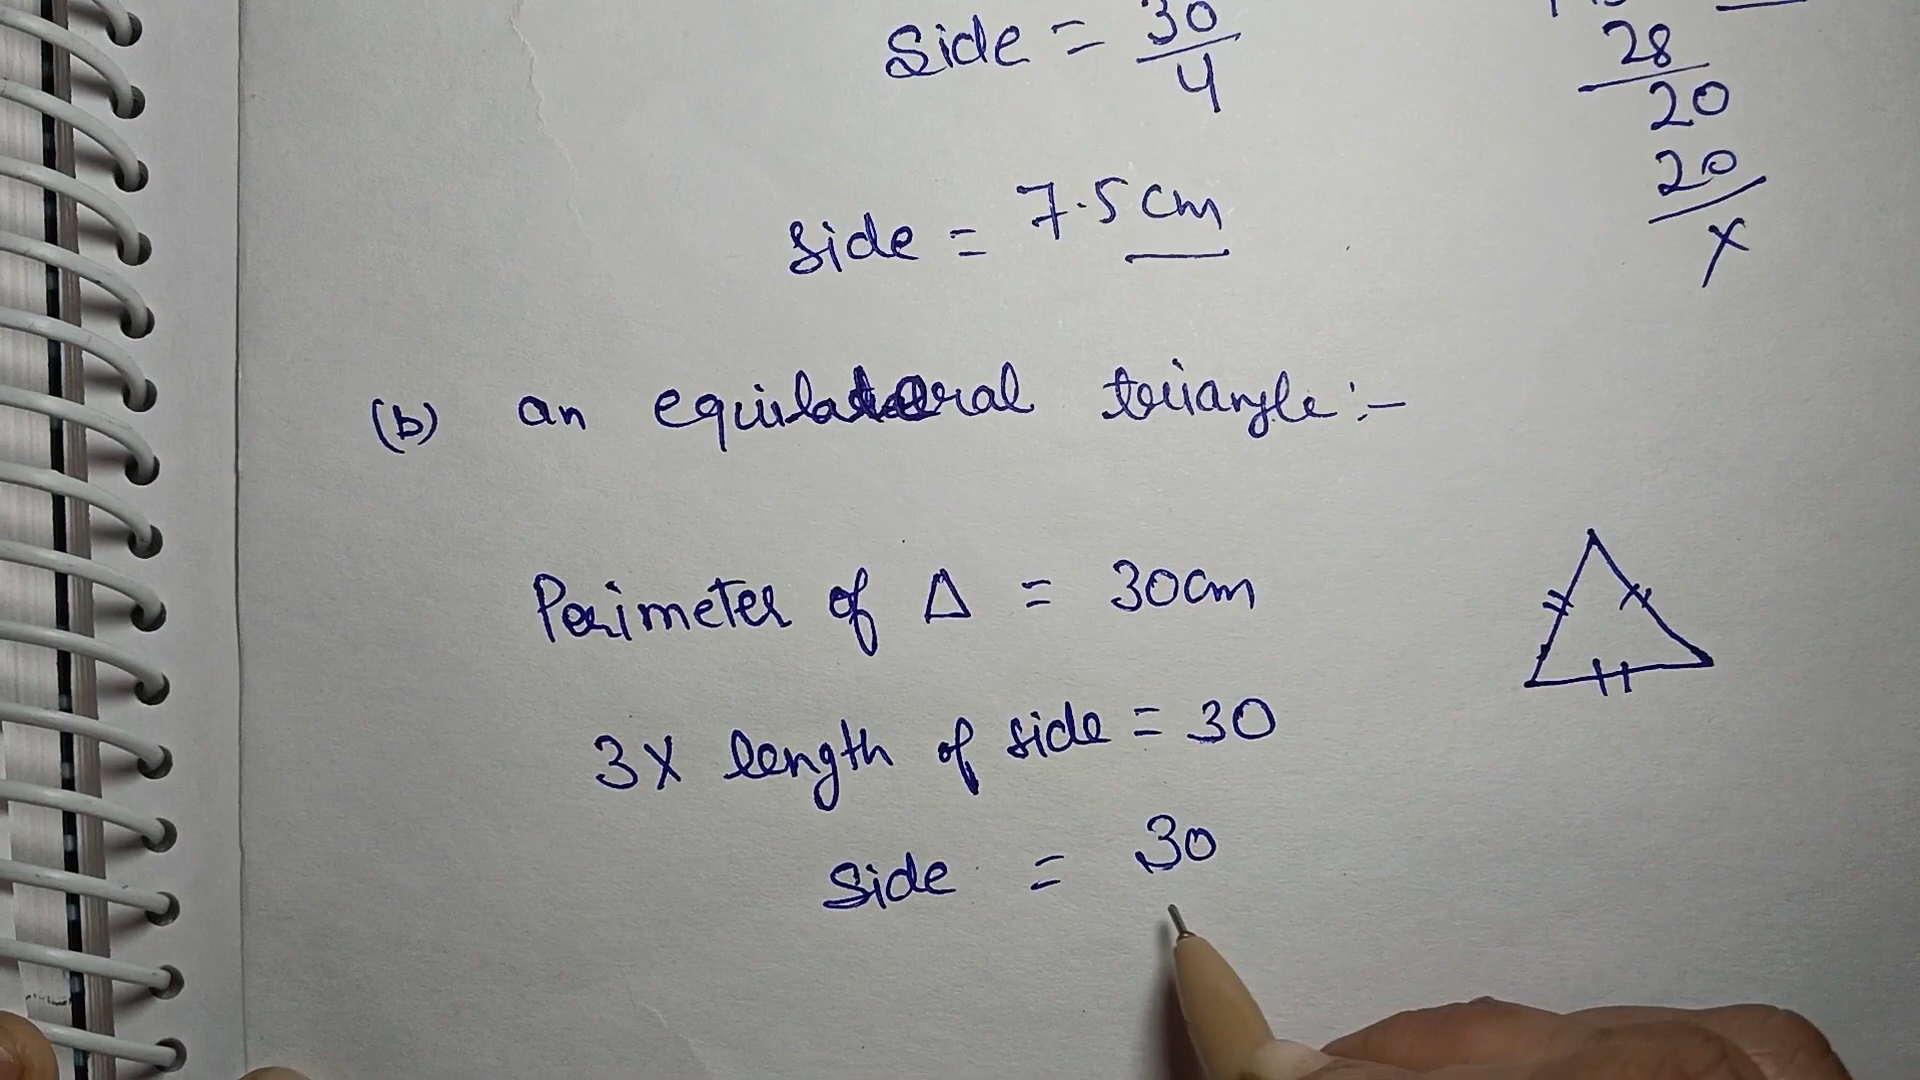 Side = 30/4
28
20
20
x
side = 7.5 cm
(b) an equilateral triangle :-
Perimeter of Δ = 30cm
3 X length of side = 30
Side = 30